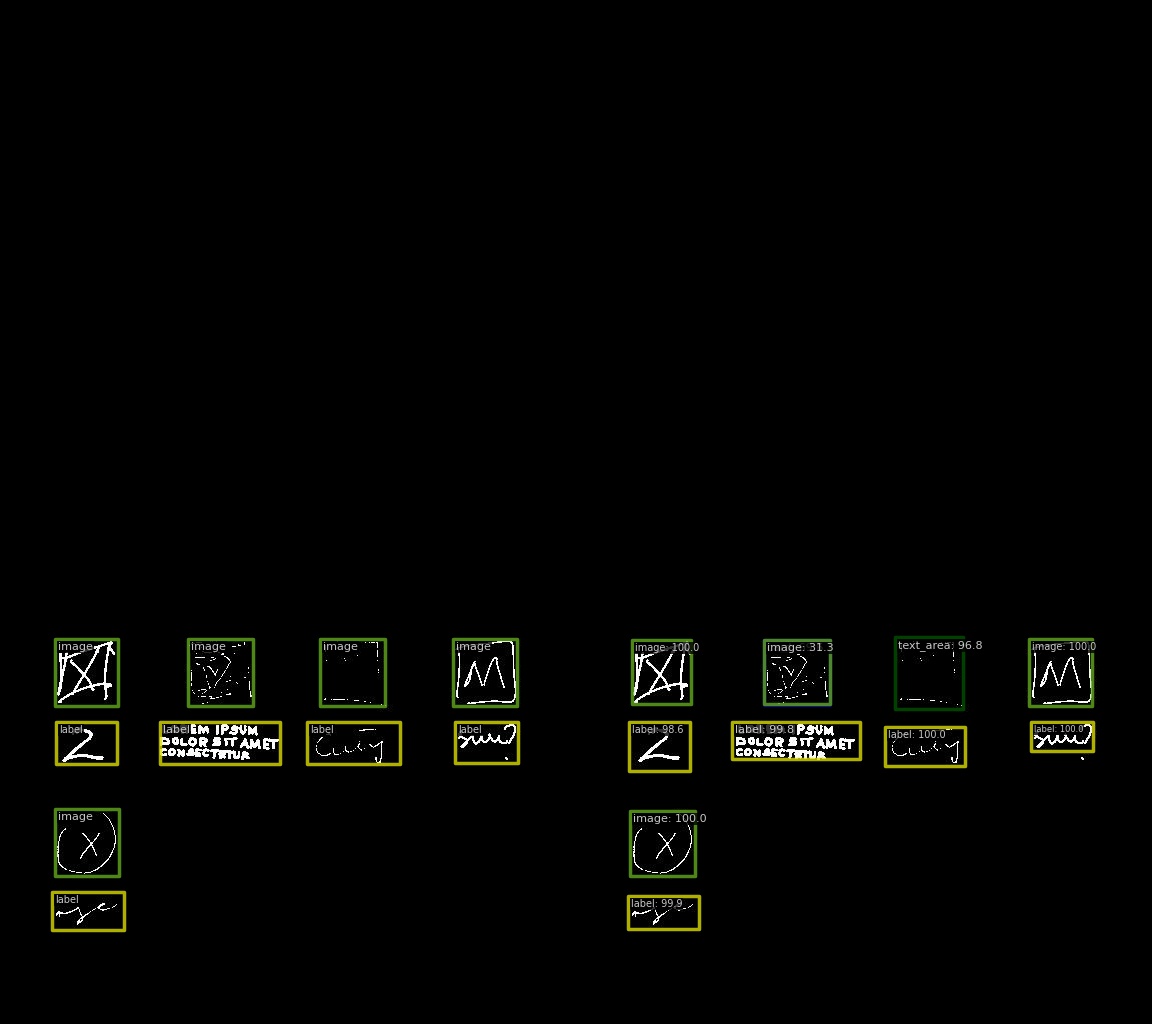 image image image image image: 100.0 image: 31.3 text_area: 96.8 image: 100.0
X M X M
label label label label label: 98.6 label: 99.8 label: 100.0 label: 100.0
EM IPSUM PSUM
DOLOR SIT AMET DOLOR SIT AMET
CONSECTETUR CONSECTETUR
image image: 100.0
X X
label label: 99.9